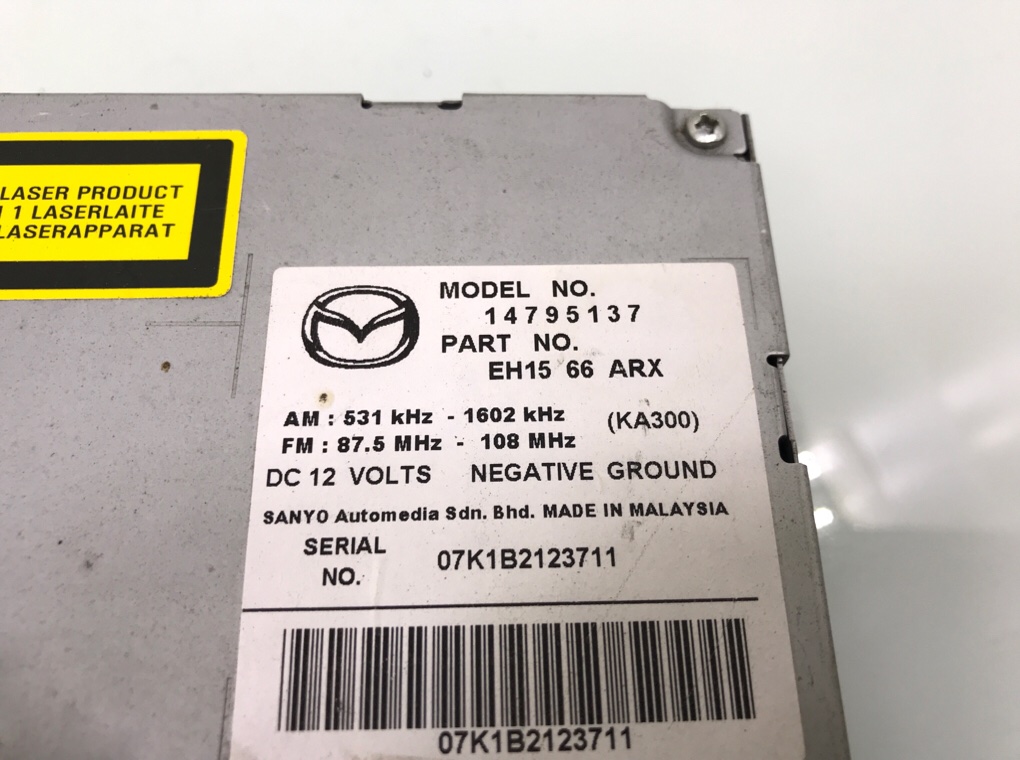 LASER PRODUCT
1 LASERLAITE
LASERAPPARAT
MODEL NO.
14795137
PART NO.
EH15 66 ARX
AM : 531 kHz - 1602 kHz (KA300)
FM : 87.5 MHz - 108 MHz
DC 12 VOLTS NEGATIVE GROUND
SANYO Automedia Sdn. Bhd. MADE IN MALAYSIA
SERIAL NO. 07K1B2123711
07K1B2123711